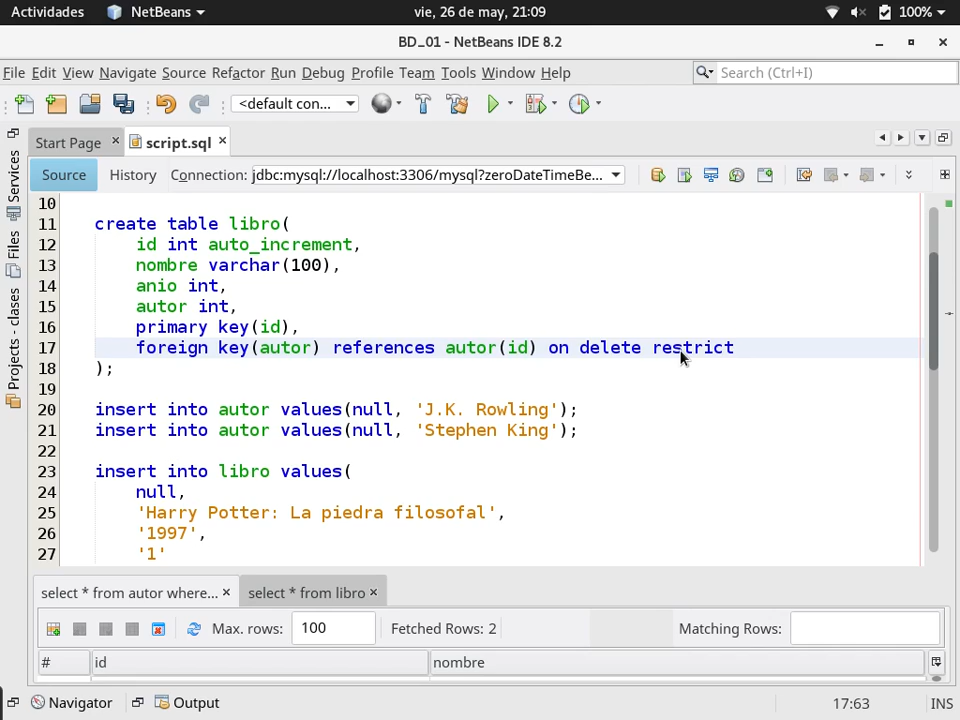 Actividades NetBeans vie, 26 de may, 21:09 100%
BD_01 - NetBeans IDE 8.2
File Edit View Navigate Source Refactor Run Debug Profile Team Tools Window Help Search (Ctrl+I)
<default con...
Start Page script.sql
Source History Connection: jdbc:mysql://localhost:3306/mysql?zeroDateTimeBe...
Services
Files
Projects - clases
10
11 create table libro(
12 id int auto_increment,
13 nombre varchar(100),
14 anio int,
15 autor int,
16 primary key(id),
17 foreign key(autor) references autor(id) on delete restrict
18 );
19
20 insert into autor values(null, 'J.K. Rowling');
21 insert into autor values(null, 'Stephen King');
22
23 insert into libro values(
24 null,
25 'Harry Potter: La piedra filosofal',
26 '1997',
27 '1'
select * from autor where... select * from libro
Max. rows: 100 Fetched Rows: 2 Matching Rows:
# id nombre
Navigator Output 17:63 INS